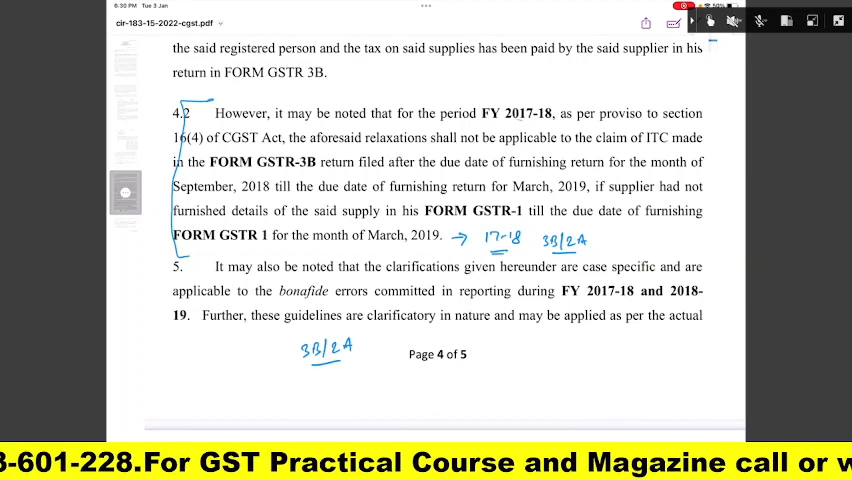 6:30 PM Tue 3 Jan
50%
cir-183-15-2022-cgst.pdf
the said registered person and the tax on said supplies has been paid by the said supplier in his
return in FORM GSTR 3B.
4.2 However, it may be noted that for the period FY 2017-18, as per proviso to section
16(4) of CGST Act, the aforesaid relaxations shall not be applicable to the claim of ITC made
in the FORM GSTR-3B return filed after the due date of furnishing return for the month of
September, 2018 till the due date of furnishing return for March, 2019, if supplier had not
furnished details of the said supply in his FORM GSTR-1 till the due date of furnishing
FORM GSTR 1 for the month of March, 2019. → 17-18 3B/2A
5. It may also be noted that the clarifications given hereunder are case specific and are
applicable to the bonafide errors committed in reporting during FY 2017-18 and 2018-
19. Further, these guidelines are clarificatory in nature and may be applied as per the actual
3B/2A
Page 4 of 5
3-601-228.For GST Practical Course and Magazine call or w